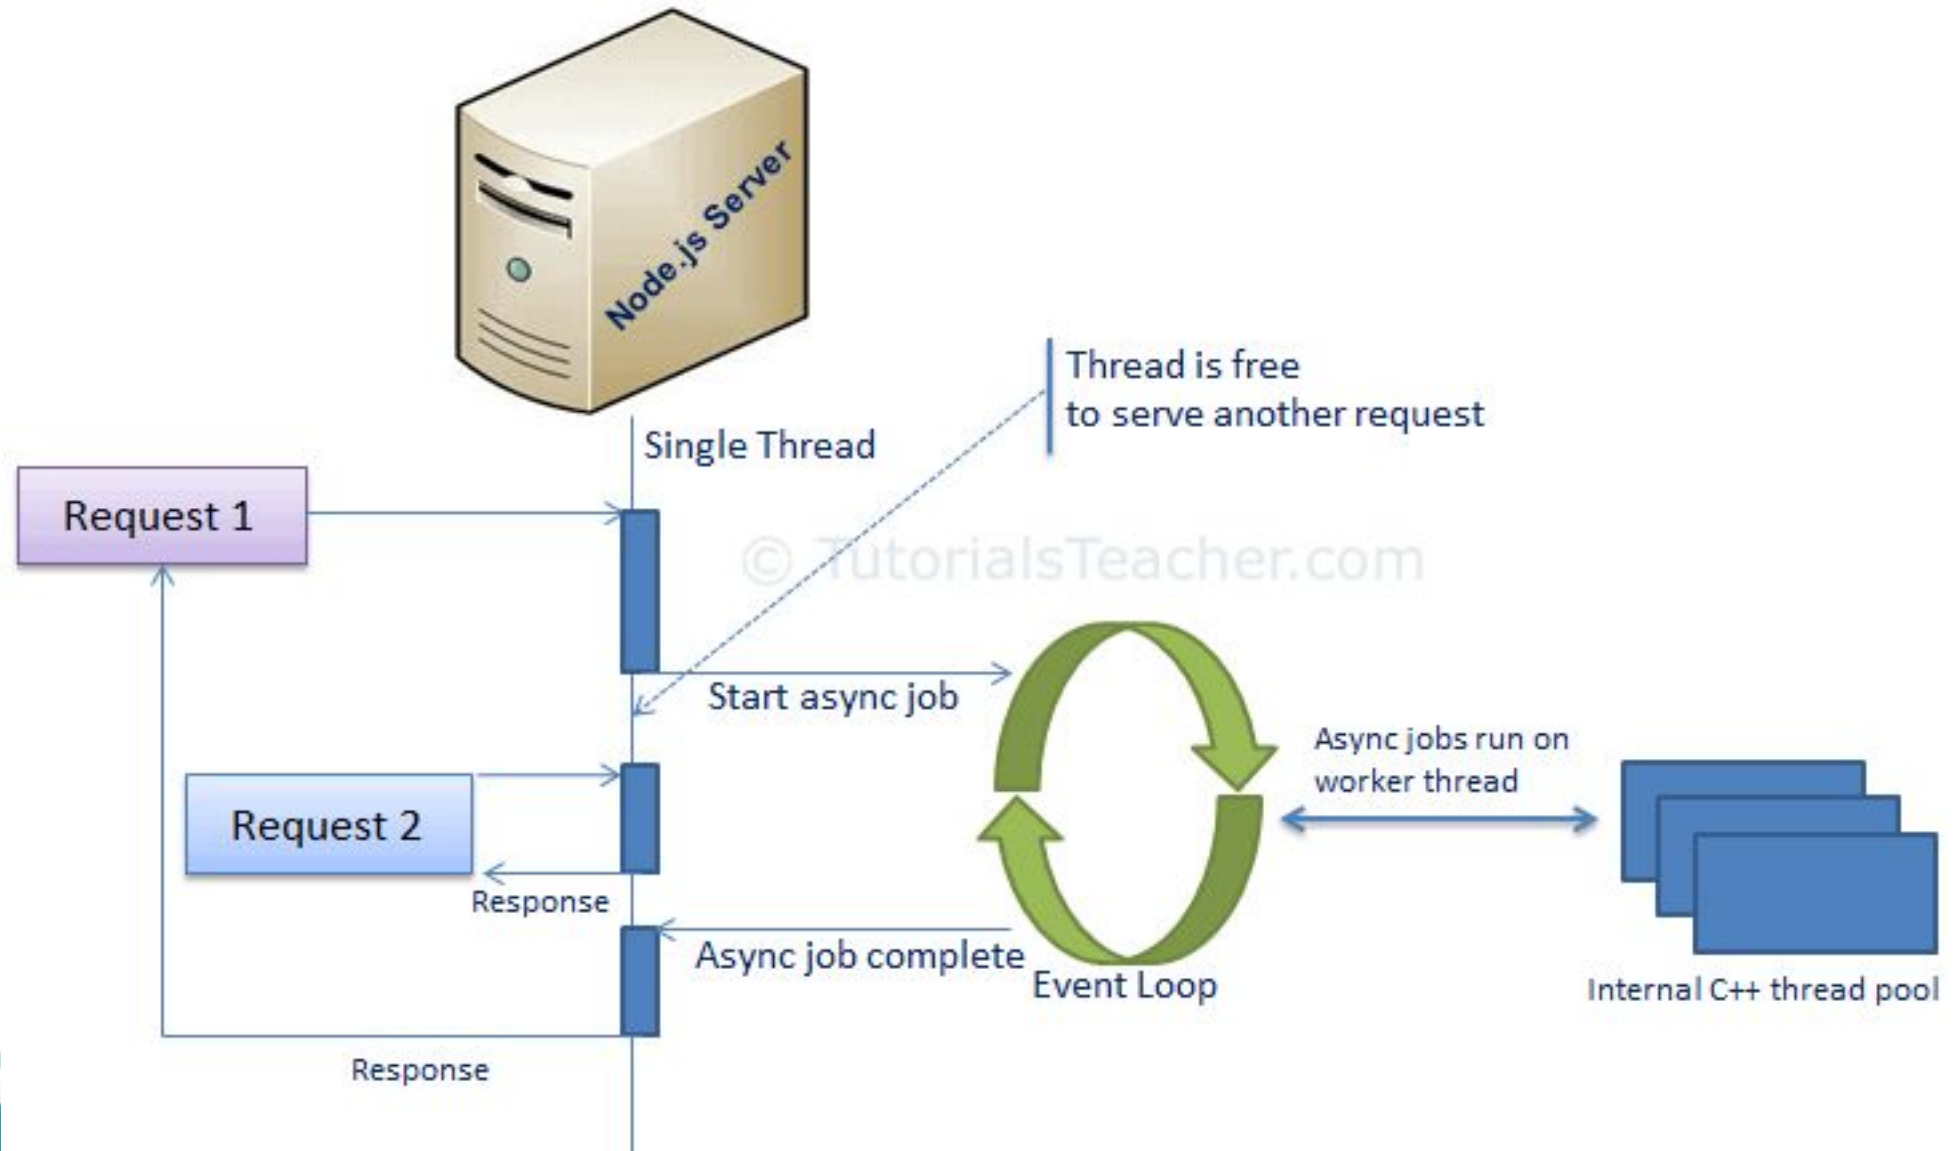 Node.js Server
Thread is free
to serve another request
Single Thread
Request 1
© TutorialsTeacher.com
Start async job
Async jobs run on
worker thread
Request 2
Response
Async job complete
Event Loop
Internal C++ thread pool
Response